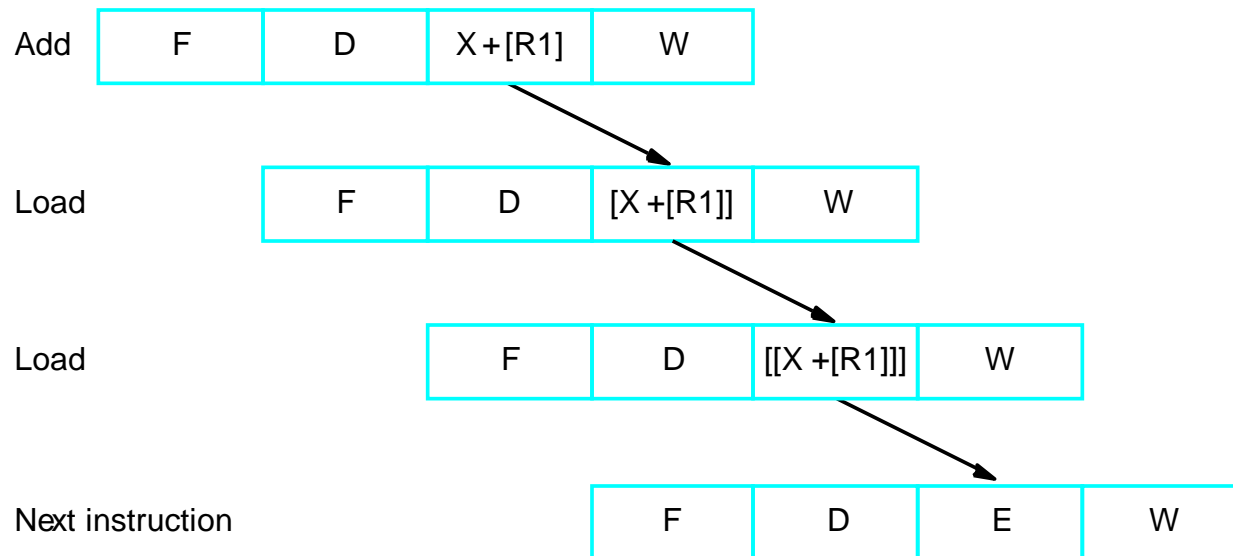 Add F D X+[R1] W
Load F D [X +[R1]] W
Load F D [[X +[R1]]] W
Next instruction F D E W